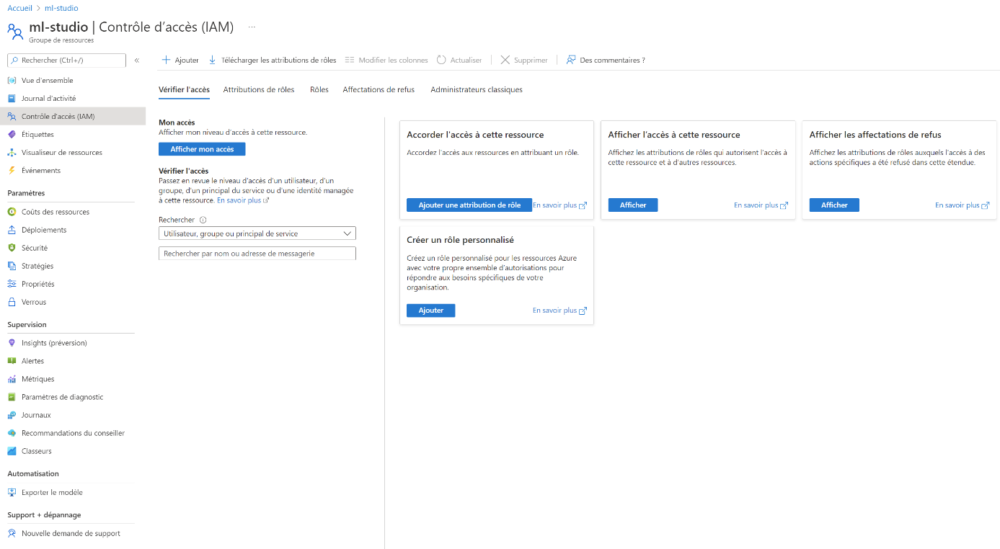 Accueil > ml-studio
ml-studio | Contrôle d’accès (IAM) ...
Groupe de ressources
Rechercher (Ctrl+/) «
Vue d'ensemble
Journal d'activité
Contrôle d'accès (IAM)
Étiquettes
Visualiseur de ressources
Événements
Paramètres
Coûts des ressources
Déploiements
Sécurité
Stratégies
Propriétés
Verrous
Supervision
Insights (préversion)
Alertes
Métriques
Paramètres de diagnostic
Journaux
Recommandations du conseiller
Classeurs
Automatisation
Exporter le modèle
Support + dépannage
Nouvelle demande de support
Ajouter Télécharger les attributions de rôles Modifier les colonnes Actualiser Supprimer Des commentaires ?
Vérifier l'accès Attributions de rôles Rôles Affectations de refus Administrateurs classiques
Mon accès
Afficher mon niveau d’accès à cette ressource.
Afficher mon accès
Vérifier l'accès
Passez en revue le niveau d'accès d'un utilisateur, d'un
groupe, d'un principal du service ou d'une identité managée
à cette ressource. En savoir plus
Rechercher
Utilisateur, groupe ou principal de service
Rechercher par nom ou adresse de messagerie
Accorder l'accès à cette ressource
Accordez l'accès aux ressources en attribuant un rôle.
Ajouter une attribution de rôle En savoir plus
Afficher l'accès à cette ressource
Affichez les attributions de rôles qui autorisent l'accès à
cette ressource et à d'autres ressources.
Afficher En savoir plus
Afficher les affectations de refus
Affichez les attributions de rôles auxquels l'accès à des
actions spécifiques a été refusé dans cette étendue.
Afficher En savoir plus
Créer un rôle personnalisé
Créez un rôle personnalisé pour les ressources Azure
avec votre propre ensemble d'autorisations pour
répondre aux besoins spécifiques de votre
organisation.
Ajouter En savoir plus